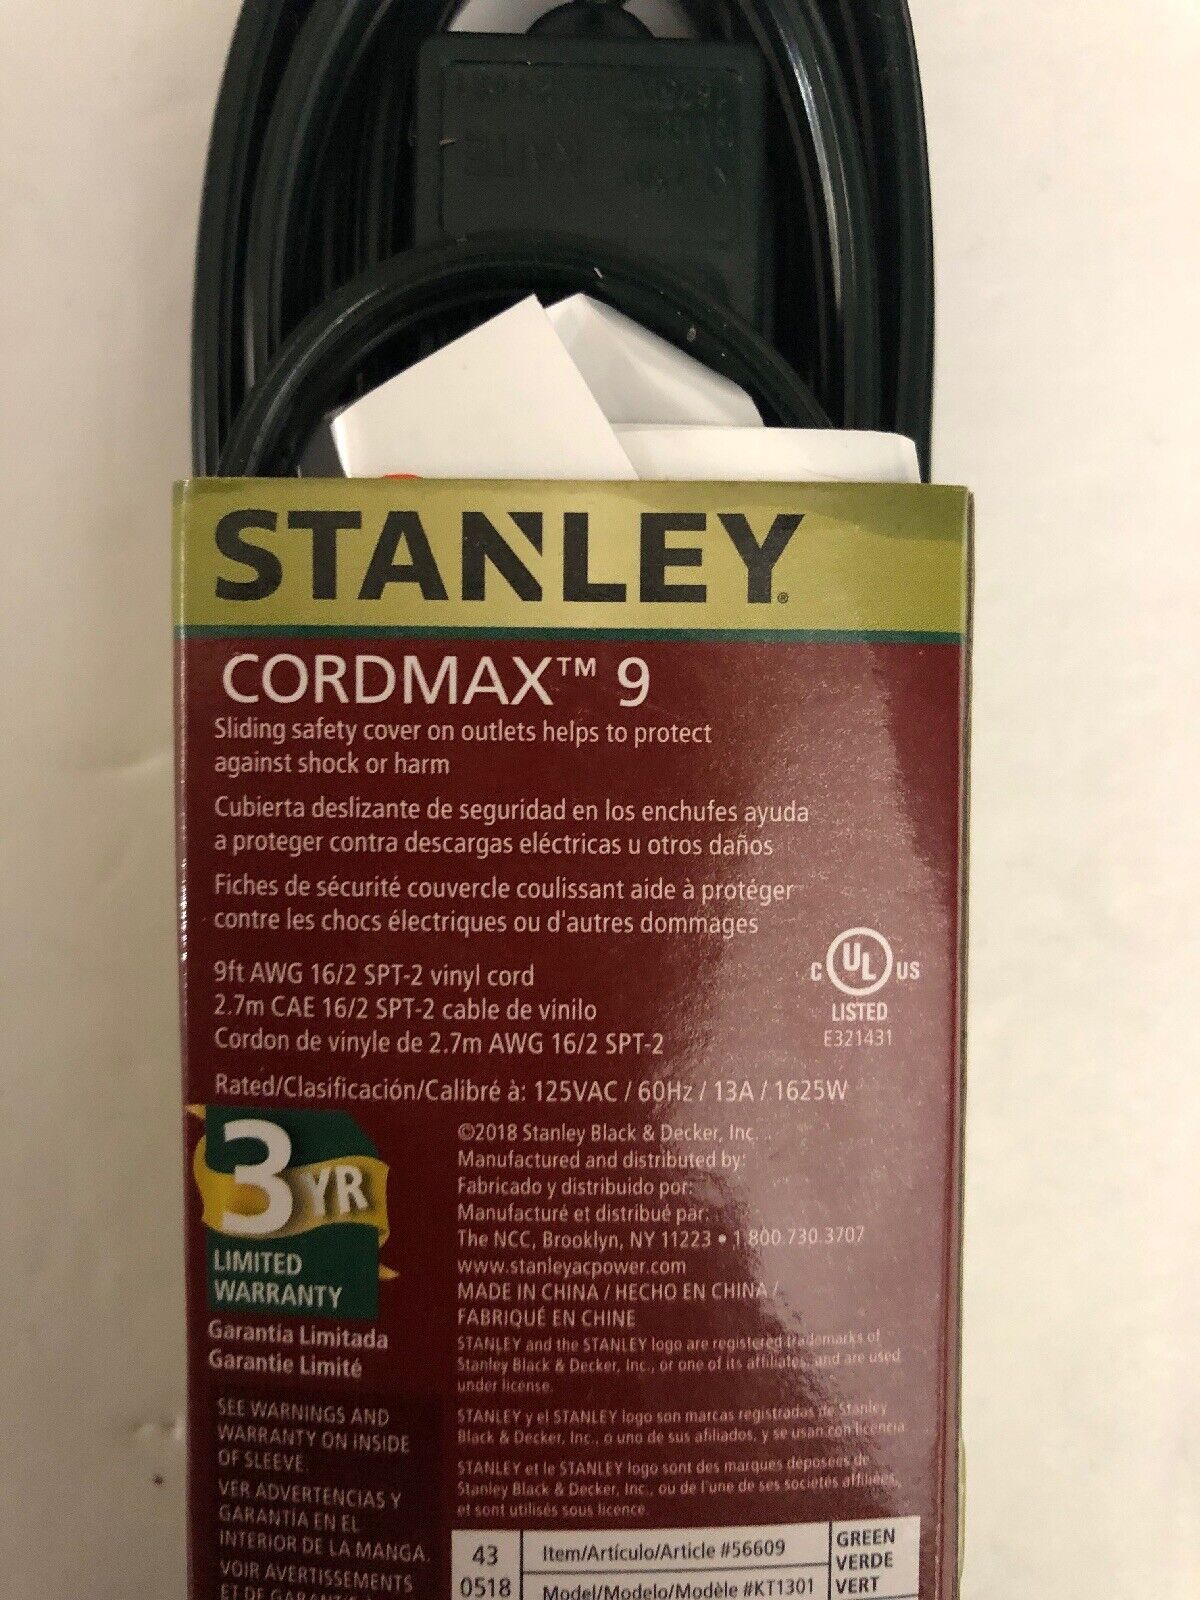 STANLEY®
CORDMAX™ 9
Sliding safety cover on outlets helps to protect
against shock or harm
Cubierta deslizante de seguridad en los enchufes ayuda
a proteger contra descargas eléctricas u otros daños
Fiches de sécurité couvercle coulissant aide à protéger
contre les chocs électriques ou d'autres dommages
9ft AWG 16/2 SPT-2 vinyl cord
2.7m CAE 16/2 SPT-2 cable de vinilo
Cordon de vinyle de 2.7m AWG 16/2 SPT-2
C UL US
LISTED
E321431
Rated/Clasificación/Calibré à: 125VAC / 60Hz / 13A / 1625W
3 YR
LIMITED
WARRANTY
Garantía Limitada
Garantie Limité
SEE WARNINGS AND
WARRANTY ON INSIDE
OF SLEEVE.
VER ADVERTENCIAS Y
GARANTÍA EN EL
INTERIOR DE LA MANGA.
VOIR AVERTISSEMENTS
©2018 Stanley Black & Decker, Inc.
Manufactured and distributed by:
Fabricado y distribuido por:
Manufacturé et distribué par:
The NCC, Brooklyn, NY 11223 • 1.800.730.3707
www.stanleyacpower.com
MADE IN CHINA / HECHO EN CHINA /
FABRIQUÉ EN CHINE
STANLEY and the STANLEY logo are registered trademarks of
Stanley Black & Decker, Inc., or one of its affiliates, and are used
under license.
STANLEY y el STANLEY logo son marcas registradas de Stanley
Black & Decker, Inc., o uno de sus afiliados, y se usan con licencia
STANLEY et le STANLEY logo sont des marques déposées de
Stanley Black & Decker, Inc., ou de l'une de ses sociétés affiliées,
et sont utilisés sous licence.
43
0518
Item/Artículo/Article #56609
Model/Modelo/Modèle #KT1301
GREEN
VERDE
VERT